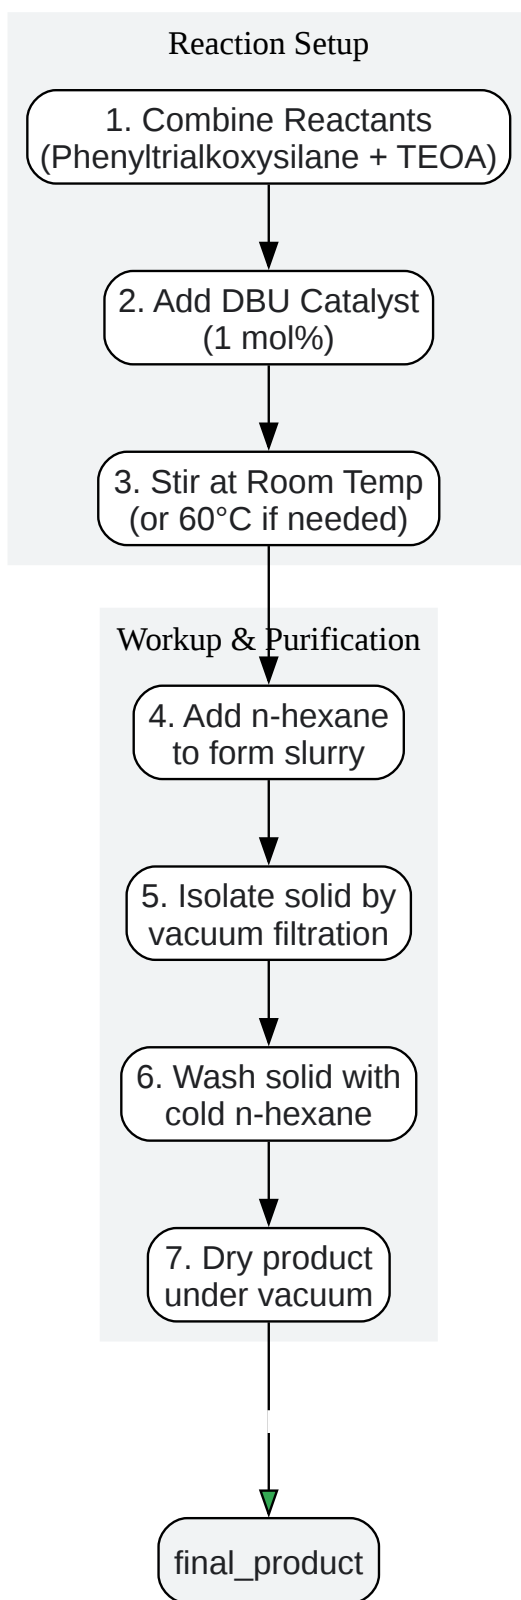 Reaction Setup
1. Combine Reactants
(Phenyltrialkoxysilane + TEOA)
2. Add DBU Catalyst
(1 mol%)
3. Stir at Room Temp
(or 60°C if needed)
Workup & Purification
4. Add n-hexane
to form slurry
5. Isolate solid by
vacuum filtration
6. Wash solid with
cold n-hexane
7. Dry product
under vacuum
final_product